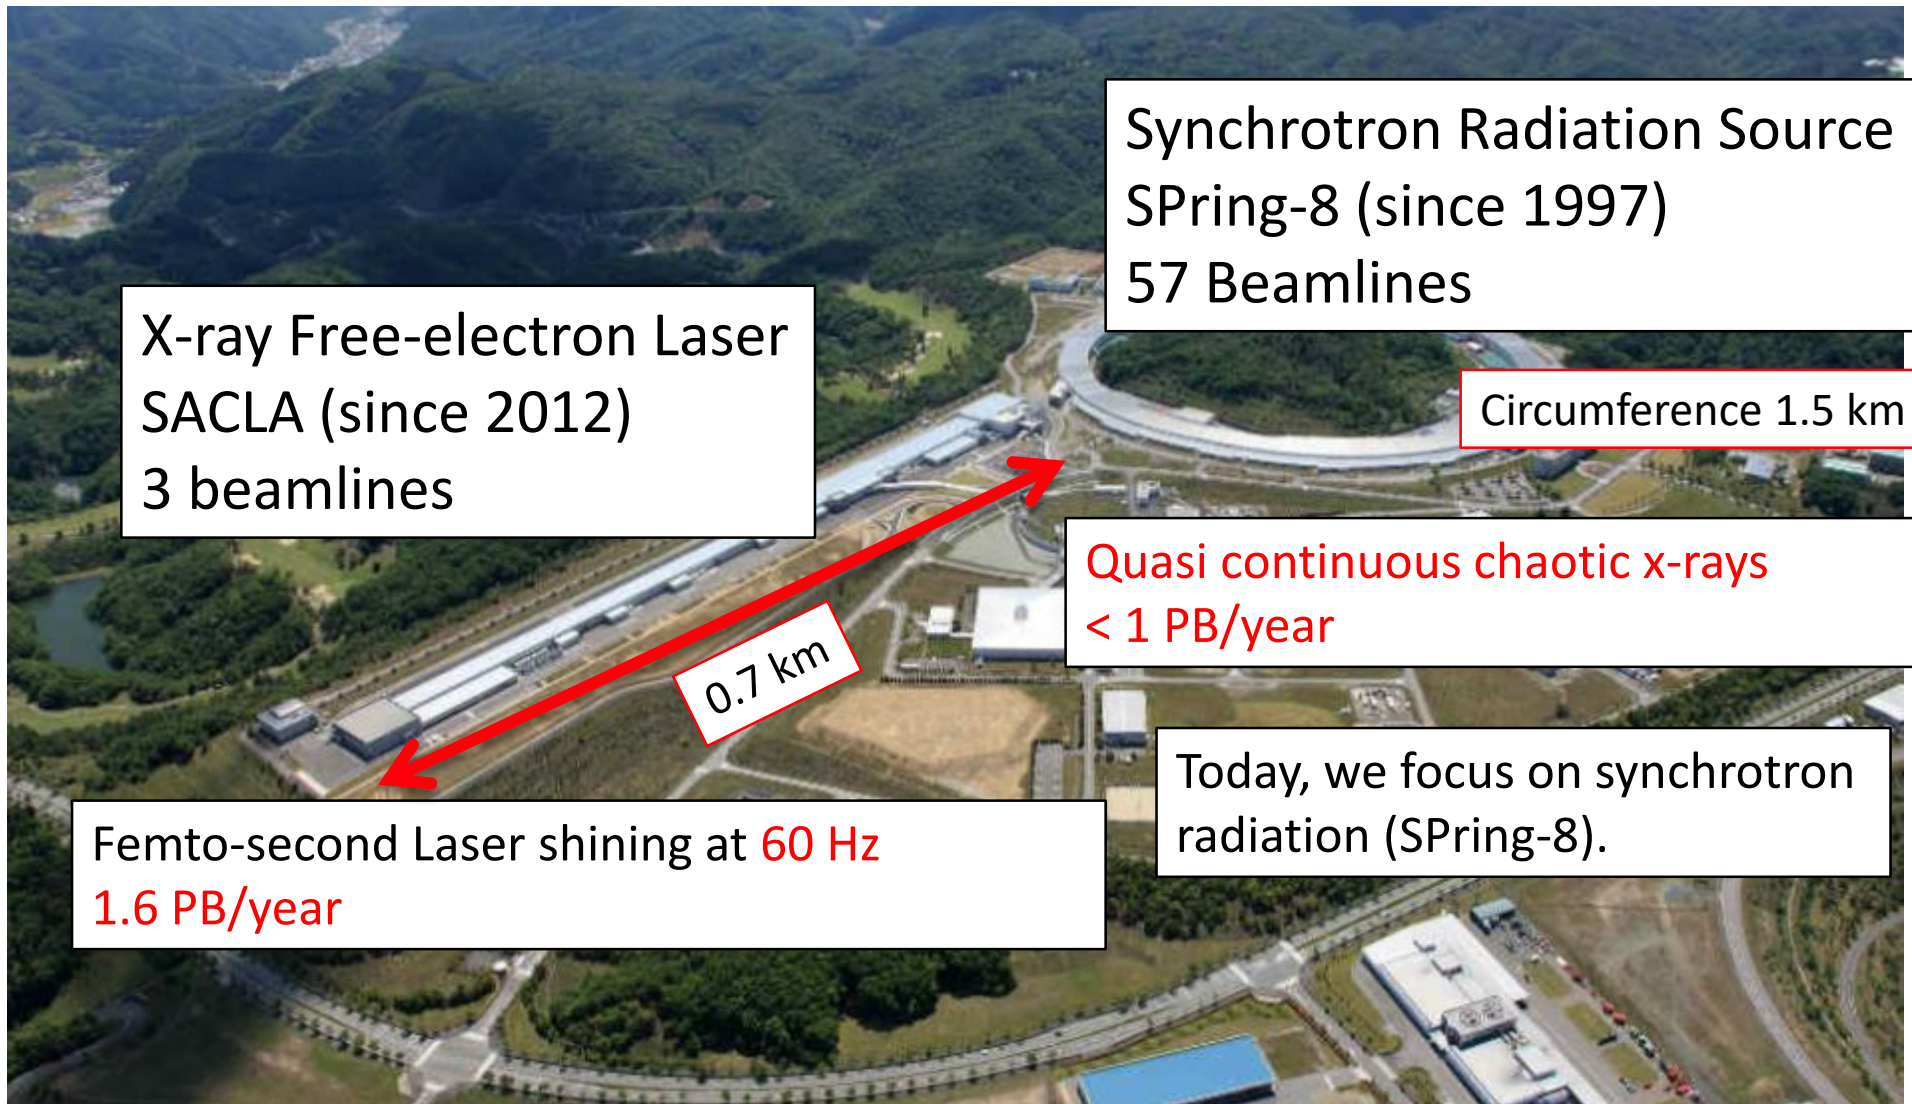 Synchrotron Radiation Source
SPring-8 (since 1997)
57 Beamlines
X-ray Free-electron Laser
SACLA (since 2012)
3 beamlines
Circumference 1.5 km
Quasi continuous chaotic x-rays
< 1 PB/year
0.7 km
Today, we focus on synchrotron
radiation (SPring-8).
Femto-second Laser shining at 60 Hz
1.6 PB/year